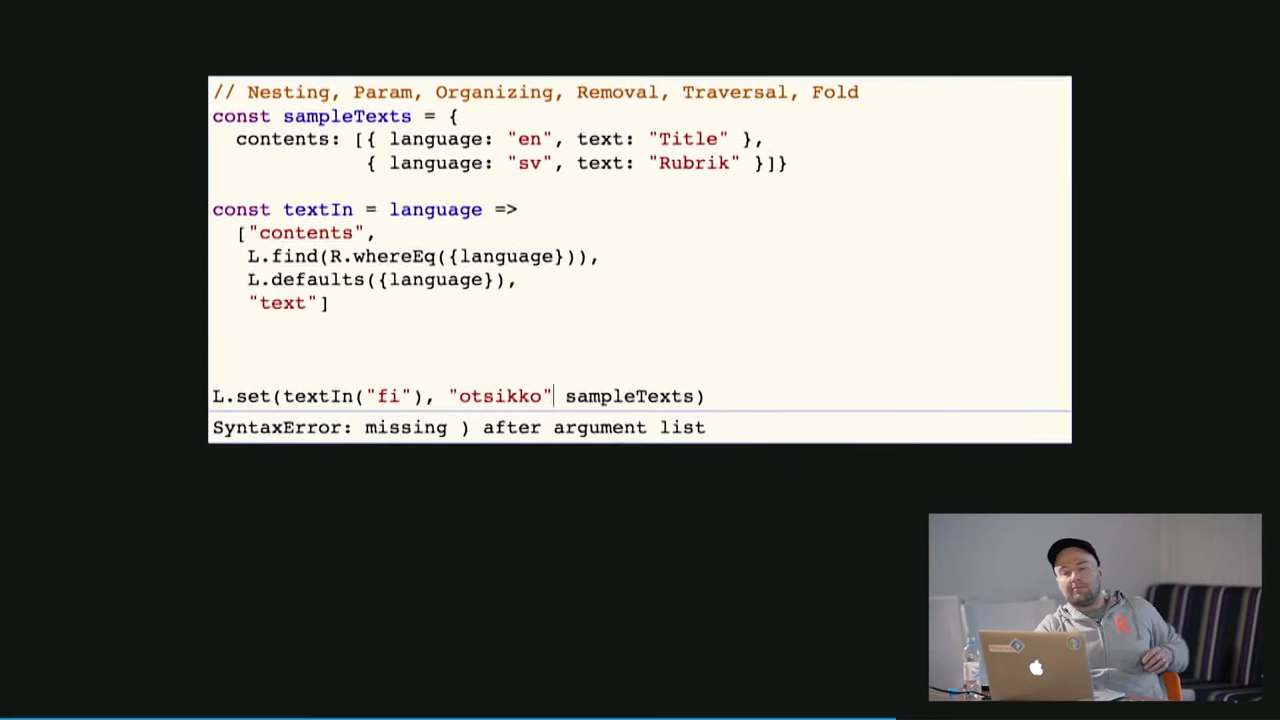 // Nesting, Param, Organizing, Removal, Traversal, Fold
const sampleTexts = {
  contents: [{ language: "en", text: "Title" },
             { language: "sv", text: "Rubrik" }]}
const textIn = language =>
  ["contents",
   L.find(R.whereEq({language})),
   L.defaults({language}),
   "text"]
L.set(textIn("fi"), "otsikko" sampleTexts)
SyntaxError: missing ) after argument list
R